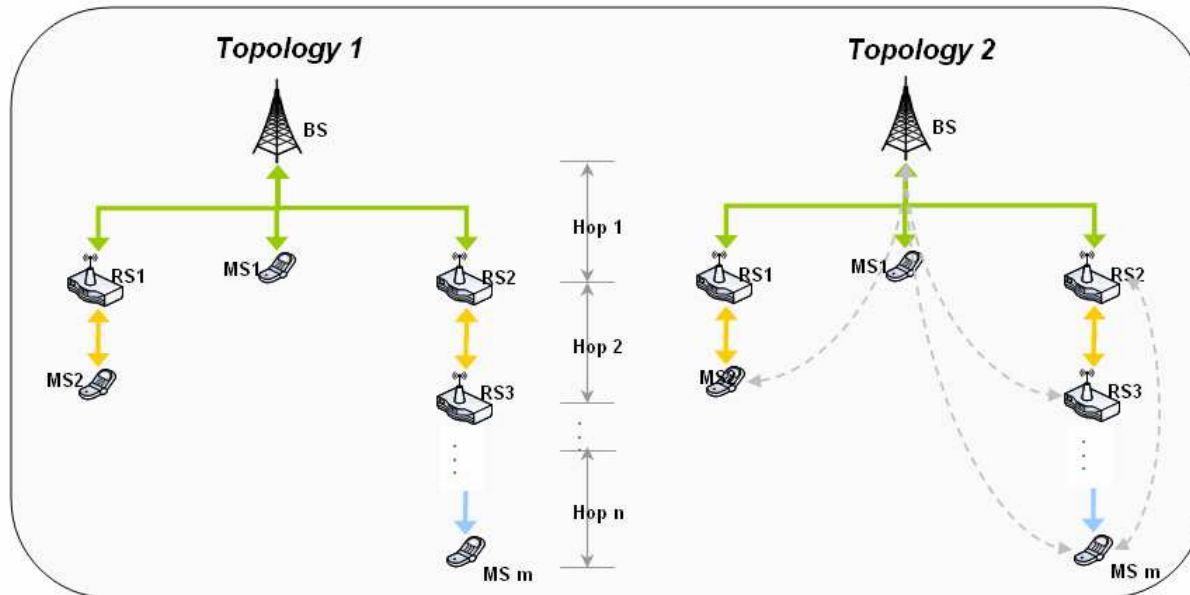 Topology 1
Topology 2
BS
BS
Hop 1
RS1
MS1
RS2
RS1
MS1
RS2
Hop 2
MS2
RS3
MS2
RS3
Hop n
MS m
MS m